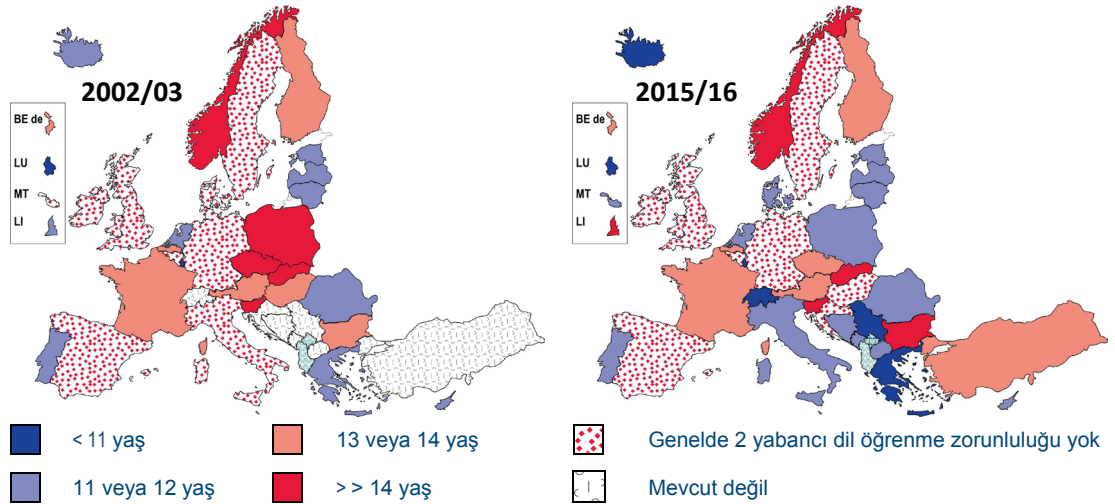 2002/03
BE de
LU
MT
LI
2015/16
BE de
LU
MT
LI
< 11 yaş
13 veya 14 yaş
Genelde 2 yabancı dil öğrenme zorunluluğu yok
11 veya 12 yaş
> > 14 yaş
Mevcut değil